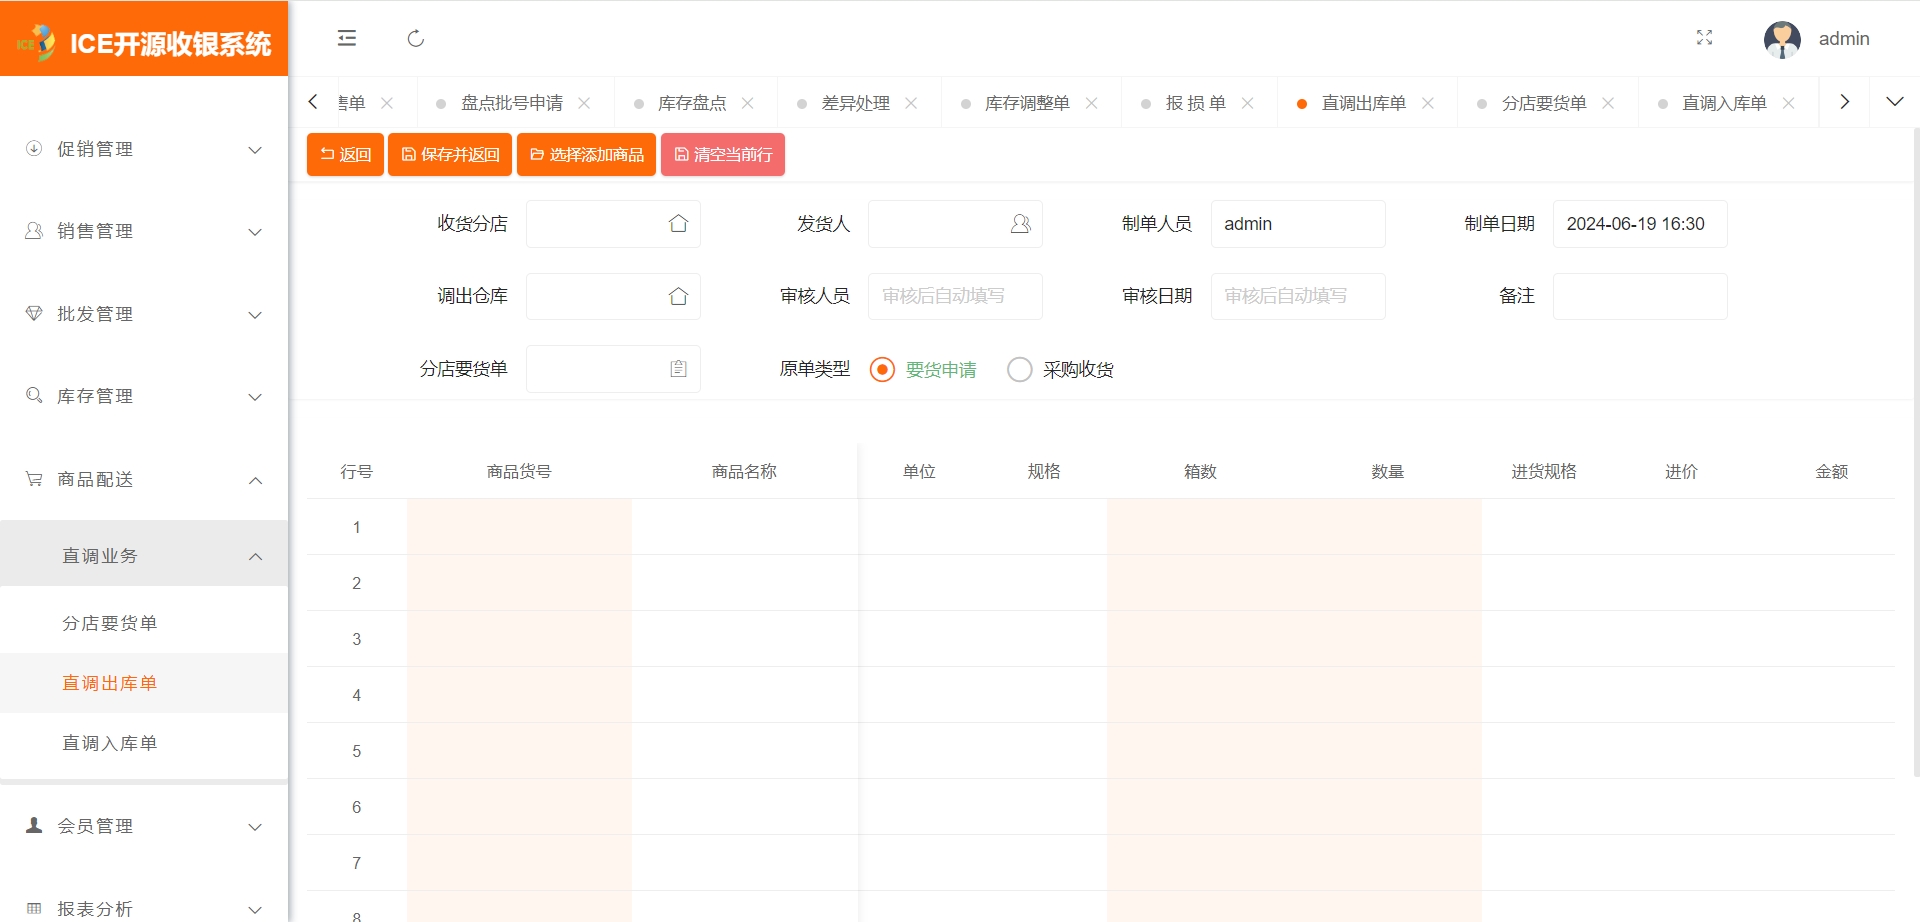 ICE ICE开源收银系统
admin
售单 盘点批号申请 库存盘点 差异处理 库存调整单 报 损 单 直调出库单 分店要货单 直调入库单
返回 保存并返回 选择添加商品 清空当前行
促销管理
销售管理
批发管理
库存管理
商品配送
直调业务
分店要货单
直调出库单
直调入库单
会员管理
报表分析
收货分店 发货人 制单人员 admin 制单日期 2024-06-19 16:30
调出仓库 审核人员 审核后自动填写 审核日期 审核后自动填写 备注
分店要货单 原单类型 要货申请 采购收货
行号 商品货号 商品名称 单位 规格 箱数 数量 进货规格 进价 金额
1
2
3
4
5
6
7
8